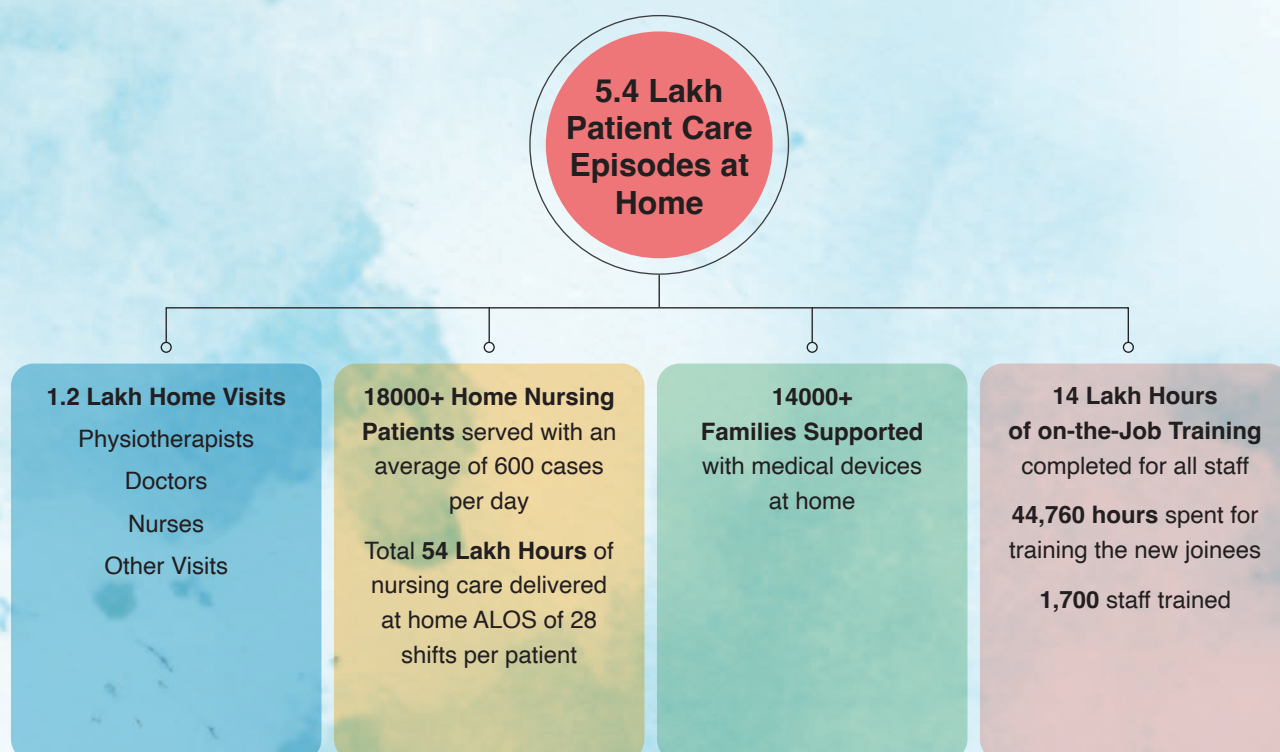 5.4 Lakh
Patient Care
Episodes at
Home
1.2 Lakh Home Visits
Physiotherapists
Doctors
Nurses
Other Visits
18000+ Home Nursing
Patients served with an
average of 600 cases
per day
Total 54 Lakh Hours of
nursing care delivered
at home ALOS of 28
shifts per patient
14000+
Families Supported
with medical devices
at home
14 Lakh Hours
of on-the-Job Training
completed for all staff
44,760 hours spent for
training the new joinees
1,700 staff trained